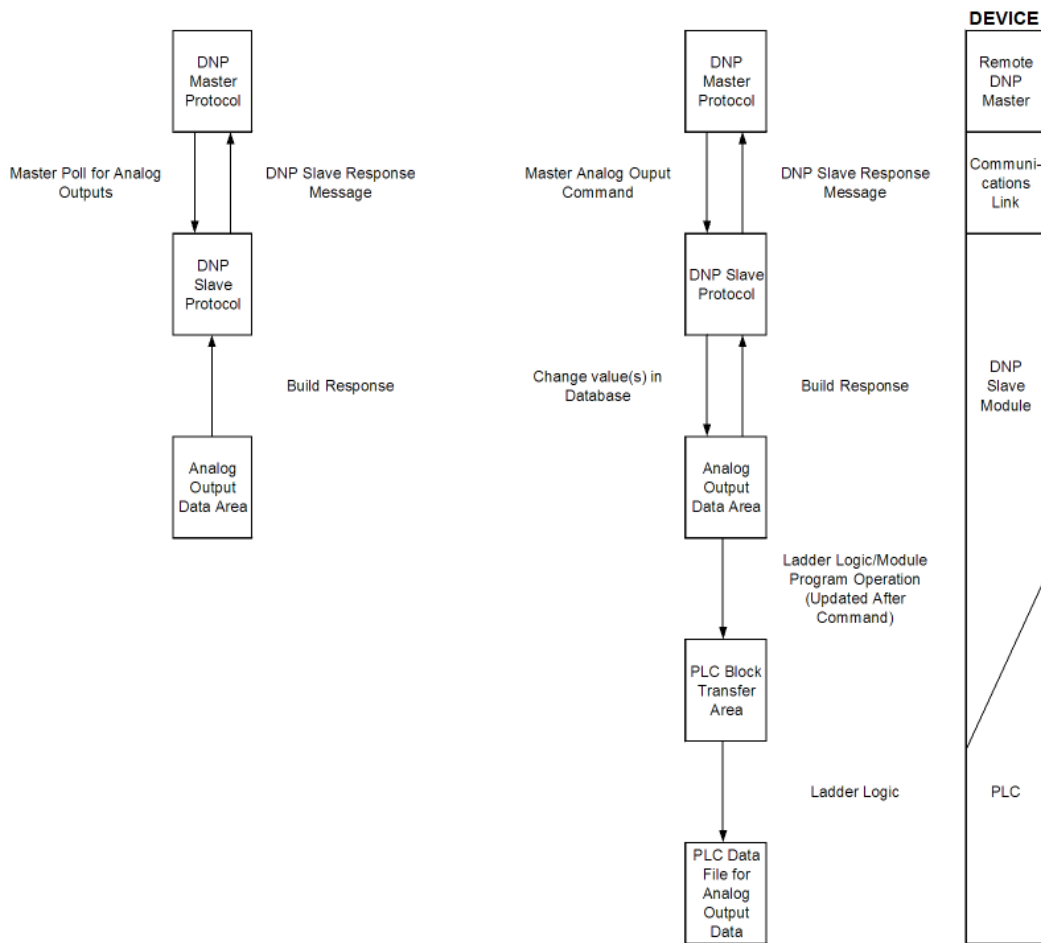 DEVICE
DNP
Master
Protocol
Master Poll for Analog
Outputs
DNP Slave Response
Message
DNP
Slave
Protocol
Build Response
Analog
Output
Data Area
DNP
Master
Protocol
Master Analog Ouput
Command
DNP Slave Response
Message
DNP Slave
Protocol
Change value(s) in
Database
Build Response
Analog
Output
Data Area
Ladder Logic/Module
Program Operation
(Updated After
Command)
PLC Block
Transfer
Area
Ladder Logic
PLC Data
File for
Analog
Output
Data
Remote
DNP
Master
Communi-
cations
Link
DNP
Slave
Module
PLC